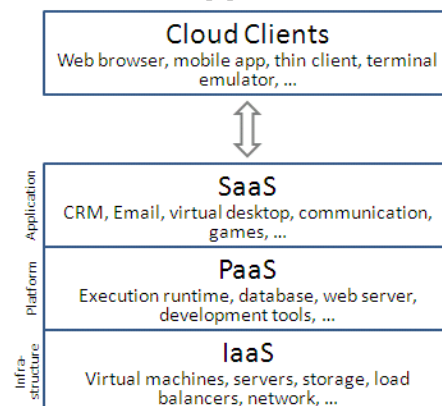 Cloud Clients
Web browser, mobile app, thin client, terminal
emulator, ...
Application
SaaS
CRM, Email, virtual desktop, communication,
games, ...
Platform
PaaS
Execution runtime, database, web server,
development tools, ...
Infra-
structure
IaaS
Virtual machines, servers, storage, load
balancers, network, ...